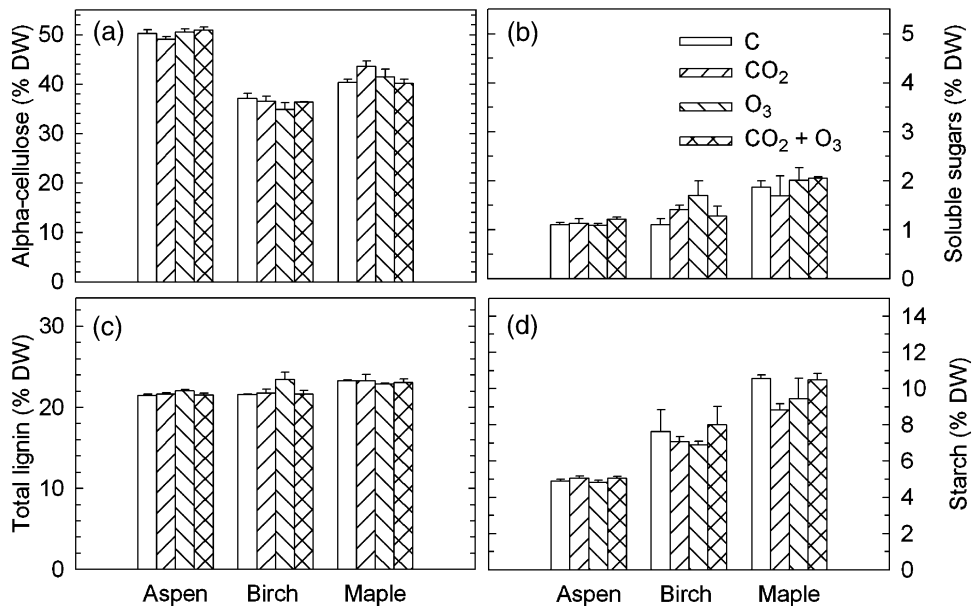 (a)
Alpha-cellulose (% DW)
50
40
30
20
10
0
(b)
C
CO₂
O₃
CO₂ + O₃
Soluble sugars (% DW)
5
4
3
2
1
0
(c)
Total lignin (% DW)
30
20
10
0
Aspen Birch Maple
(d)
Starch (% DW)
14
12
10
8
6
4
2
0
Aspen Birch Maple